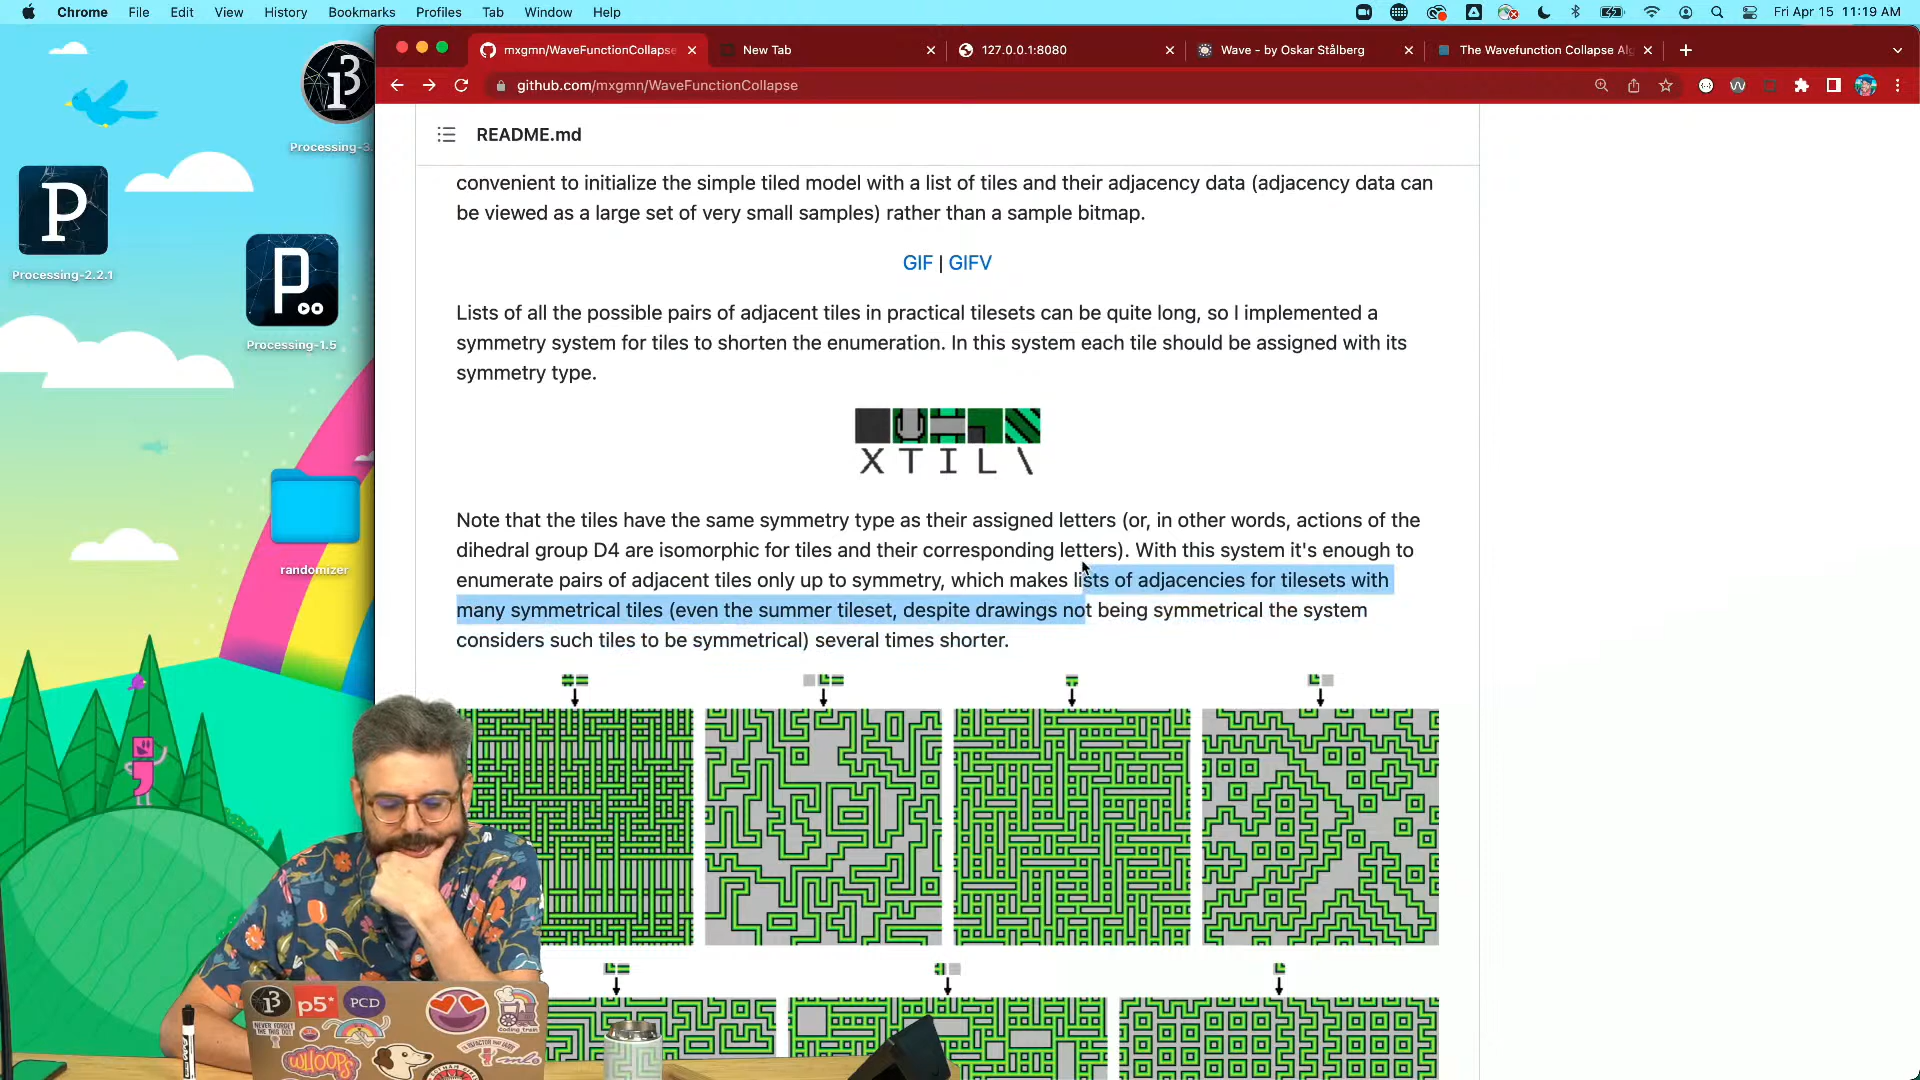 Chrome File Edit View History Bookmarks Profiles Tab Window Help
Fri Apr 15 11:19 AM
mxgmn/WaveFunctionCollapse
New Tab
127.0.0.1:8080
Wave - by Oskar Stålberg
The Wavefunction Collapse Alg
github.com/mxgmn/WaveFunctionCollapse
README.md
convenient to initialize the simple tiled model with a list of tiles and their adjacency data (adjacency data can
be viewed as a large set of very small samples) rather than a sample bitmap.
GIF | GIFV
Lists of all the possible pairs of adjacent tiles in practical tilesets can be quite long, so I implemented a
symmetry system for tiles to shorten the enumeration. In this system each tile should be assigned with its
symmetry type.
X T I L \
Note that the tiles have the same symmetry type as their assigned letters (or, in other words, actions of the
dihedral group D4 are isomorphic for tiles and their corresponding letters). With this system it's enough to
enumerate pairs of adjacent tiles only up to symmetry, which makes lists of adjacencies for tilesets with
many symmetrical tiles (even the summer tileset, despite drawings not being symmetrical the system
considers such tiles to be symmetrical) several times shorter.
Processing-3.
P
Processing-2.2.1
P
Processing-1.5
randomizer
p5*
PCD
NEVER FORGET
THE THIS DOT
WHOOPS
coding train